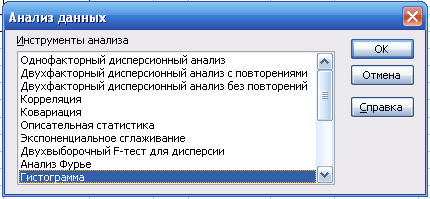 Анализ данных
Инструменты анализа
Однофакторный дисперсионный анализ
Двухфакторный дисперсионный анализ с повторениями
Двухфакторный дисперсионный анализ без повторений
Корреляция
Ковариация
Описательная статистика
Экспоненциальное сглаживание
Двухвыборочный F-тест для дисперсии
Анализ Фурье
Гистограмма
OK
Отмена
Справка